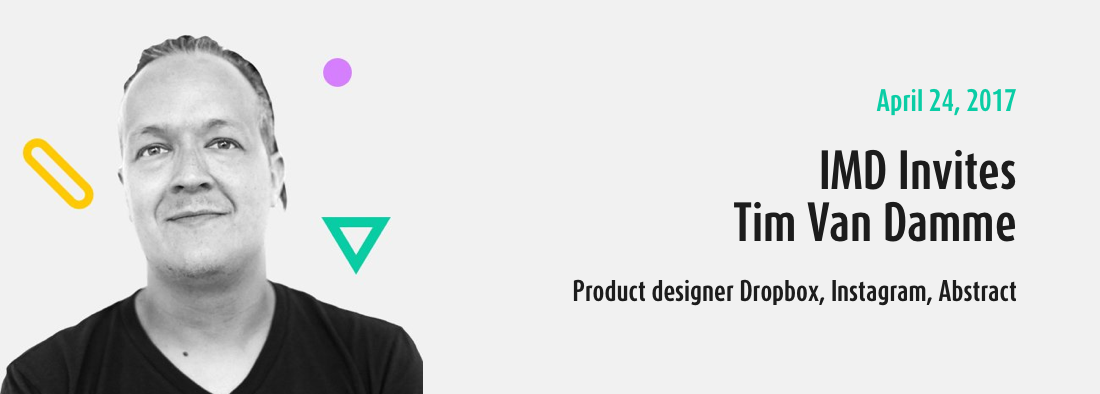 April 24, 2017
IMD Invites
Tim Van Damme
Product designer Dropbox, Instagram, Abstract